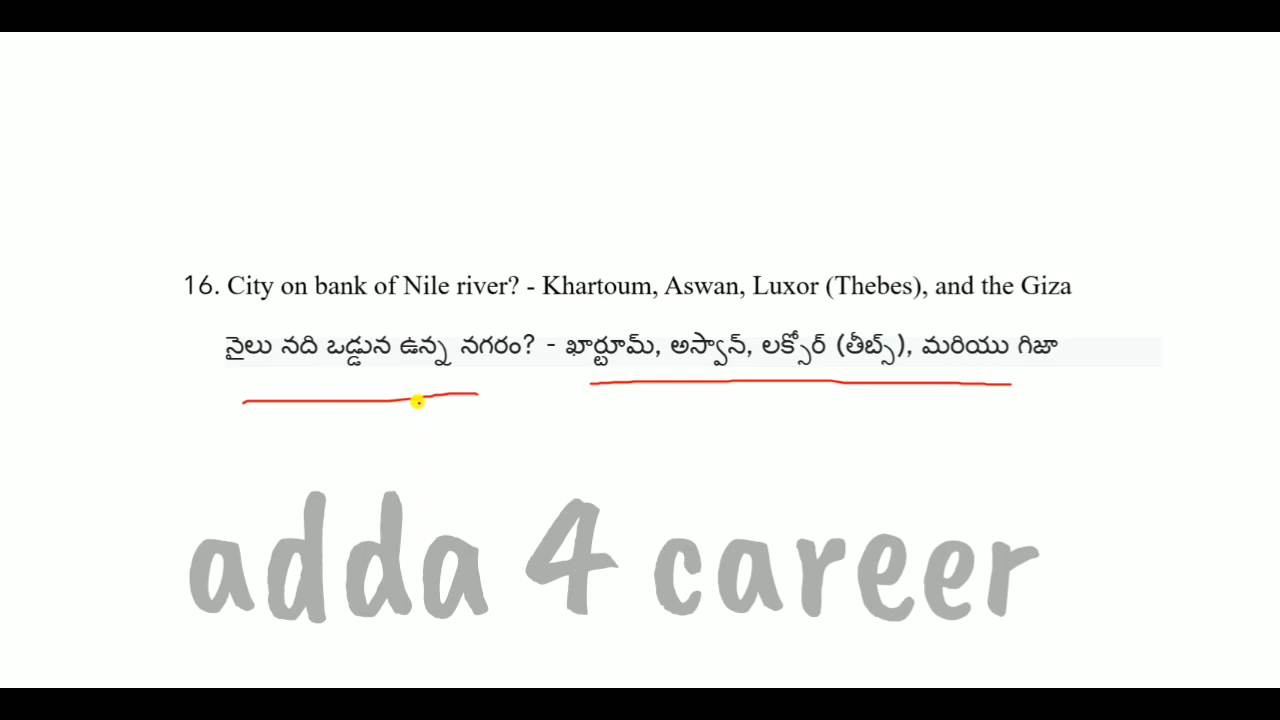 16. City on bank of Nile river? - Khartoum, Aswan, Luxor (Thebes), and the Giza
నైలు నది ఒడ్డున ఉన్న నగరం? - ఖార్టూమ్, అస్వాన్, లక్సోర్ (తీబ్స్), మరియు గిజా
adda 4 career